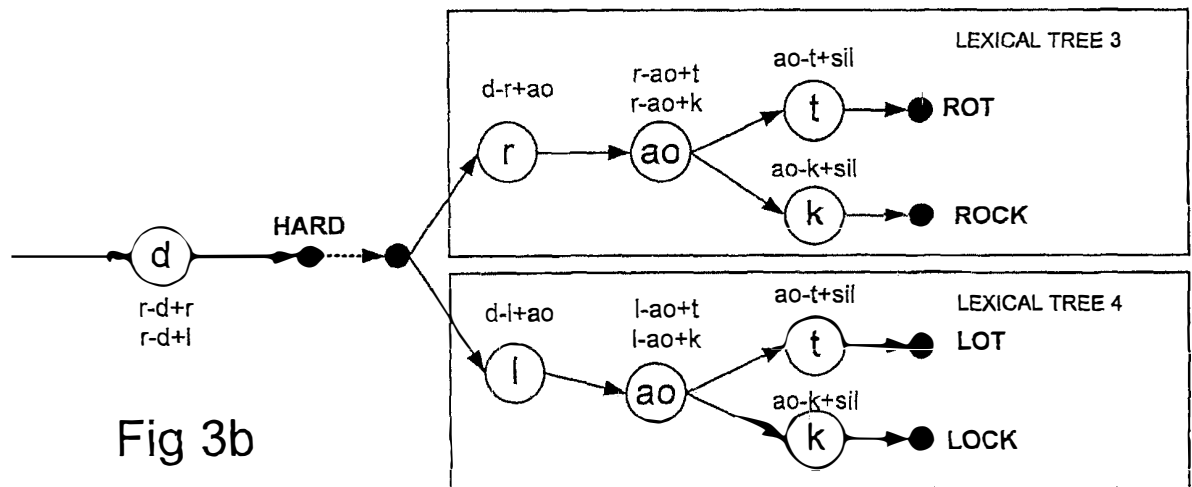 LEXICAL TREE 3
ao-t+sil
r-ao+t
d-r+ao
r-ao+k
t
ROT
r
ao
ao-k+sil
k
ROCK
HARD
d
r-d+r
r-d+l
LEXICAL TREE 4
ao-t+sil
l-ao+t
d-l+ao
l-ao+k
t
LOT
l
ao
ao-k+sil
k
LOCK
Fig 3b